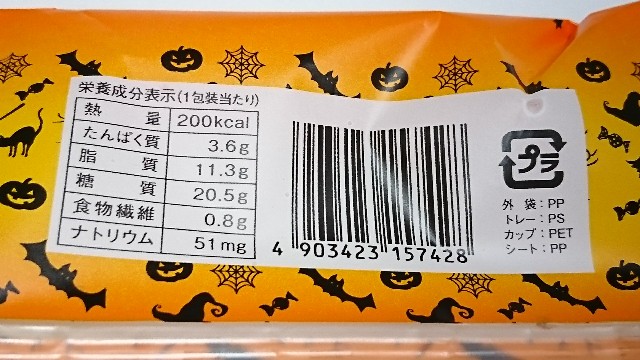 栄養成分表示(1包装当たり)
熱量 200kcal
たんぱく質 3.6g
脂質 11.3g
糖質 20.5g
食物繊維 0.8g
ナトリウム 51mg
4 903423 157428
プラ
外袋:PP
トレー:PS
カップ:PET
シート:PP